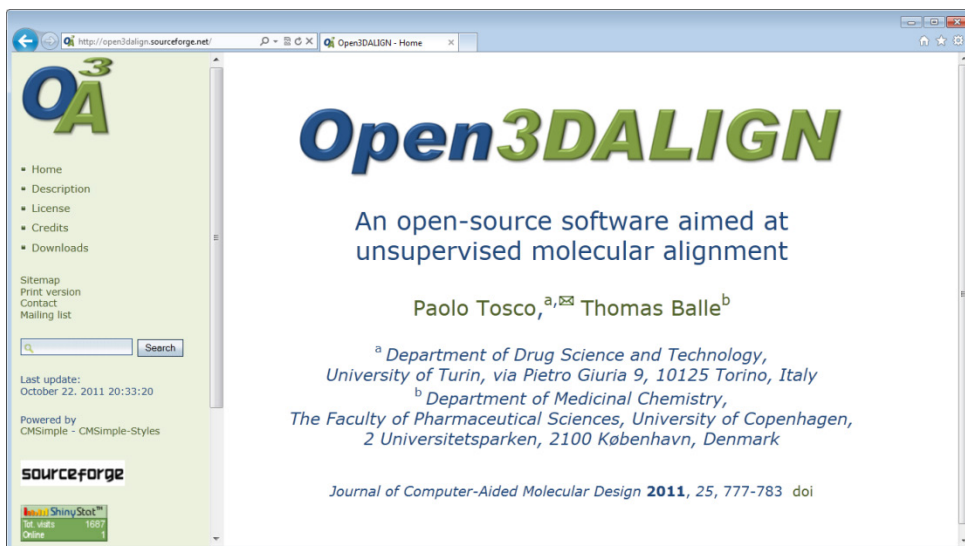 http://open3dalign.sourceforge.net/
Open3DALIGN - Home
OA3
Home
Description
License
Credits
Downloads
Sitemap
Print version
Contact
Mailing list
Search
Last update:
October 22. 2011 20:33:20
Powered by
CMSimple - CMSimple-Styles
sourceforge
ShinyStat™
Tot. visits 1687
Online 1
Open3DALIGN
An open-source software aimed at
unsupervised molecular alignment
Paolo Tosco,a,✉ Thomas Balleb
a Department of Drug Science and Technology,
University of Turin, via Pietro Giuria 9, 10125 Torino, Italy
b Department of Medicinal Chemistry,
The Faculty of Pharmaceutical Sciences, University of Copenhagen,
2 Universitetsparken, 2100 København, Denmark
Journal of Computer-Aided Molecular Design 2011, 25, 777-783 doi